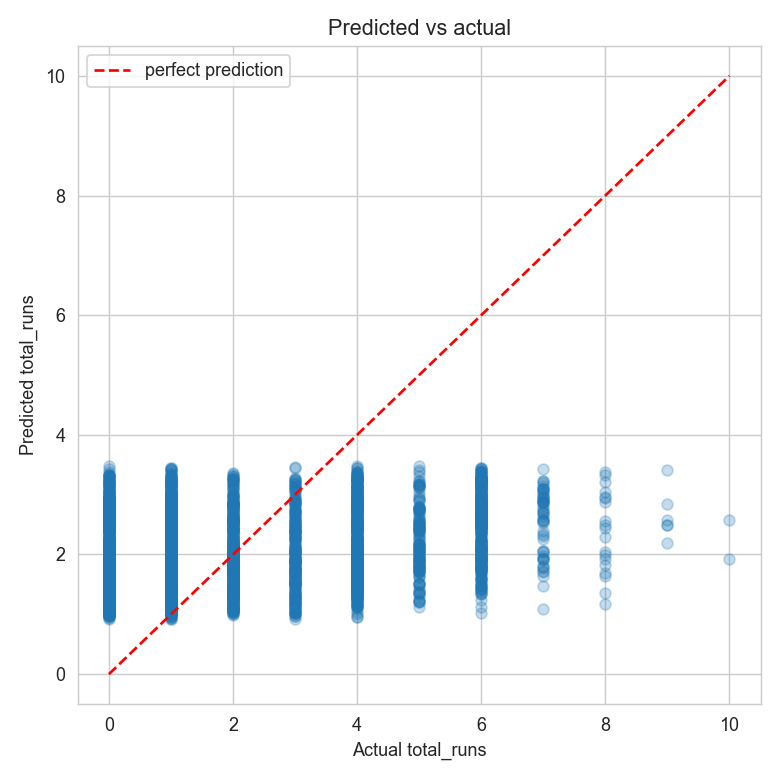 Predicted vs actual
perfect prediction
10
8
6
4
2
0
Predicted total_runs
0 2 4 6 8 10
Actual total_runs